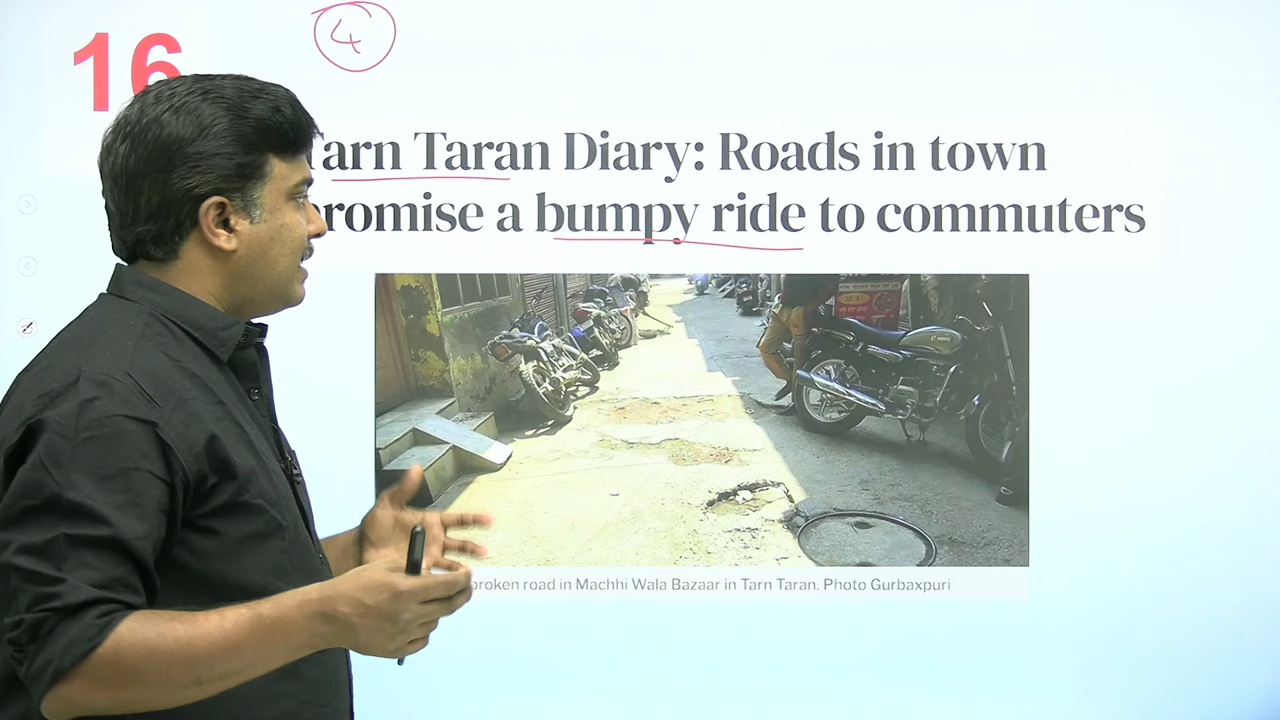 16
4
Tarn Taran Diary: Roads in town
promise a bumpy ride to commuters
broken road in Machhi Wala Bazaar in Tarn Taran. Photo Gurbaxpuri